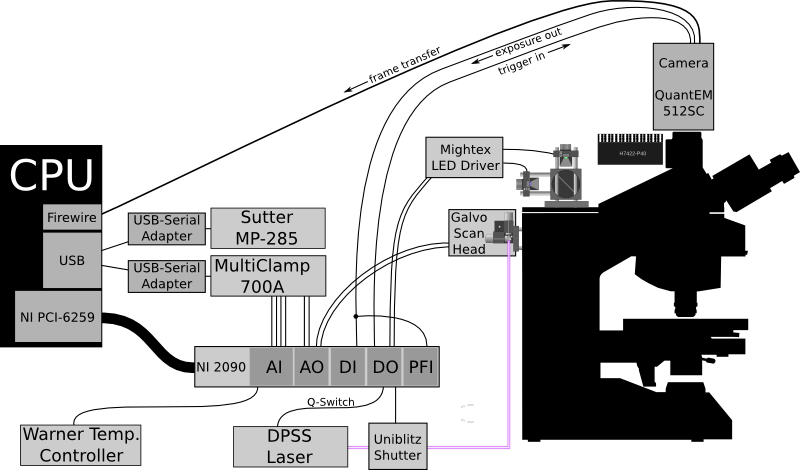 exposure out
frame transfer
trigger in
Camera
QuantEM
512SC
Mightex
LED Driver
H7422-P40
CPU
Firewire
USB-Serial
Adapter
Sutter
MP-285
Galvo
Scan
Head
USB
USB-Serial
Adapter
MultiClamp
700A
NI PCI-6259
NI 2090
AI
AO
DI
DO
PFI
Q-Switch
Warner Temp.
Controller
DPSS
Laser
Uniblitz
Shutter